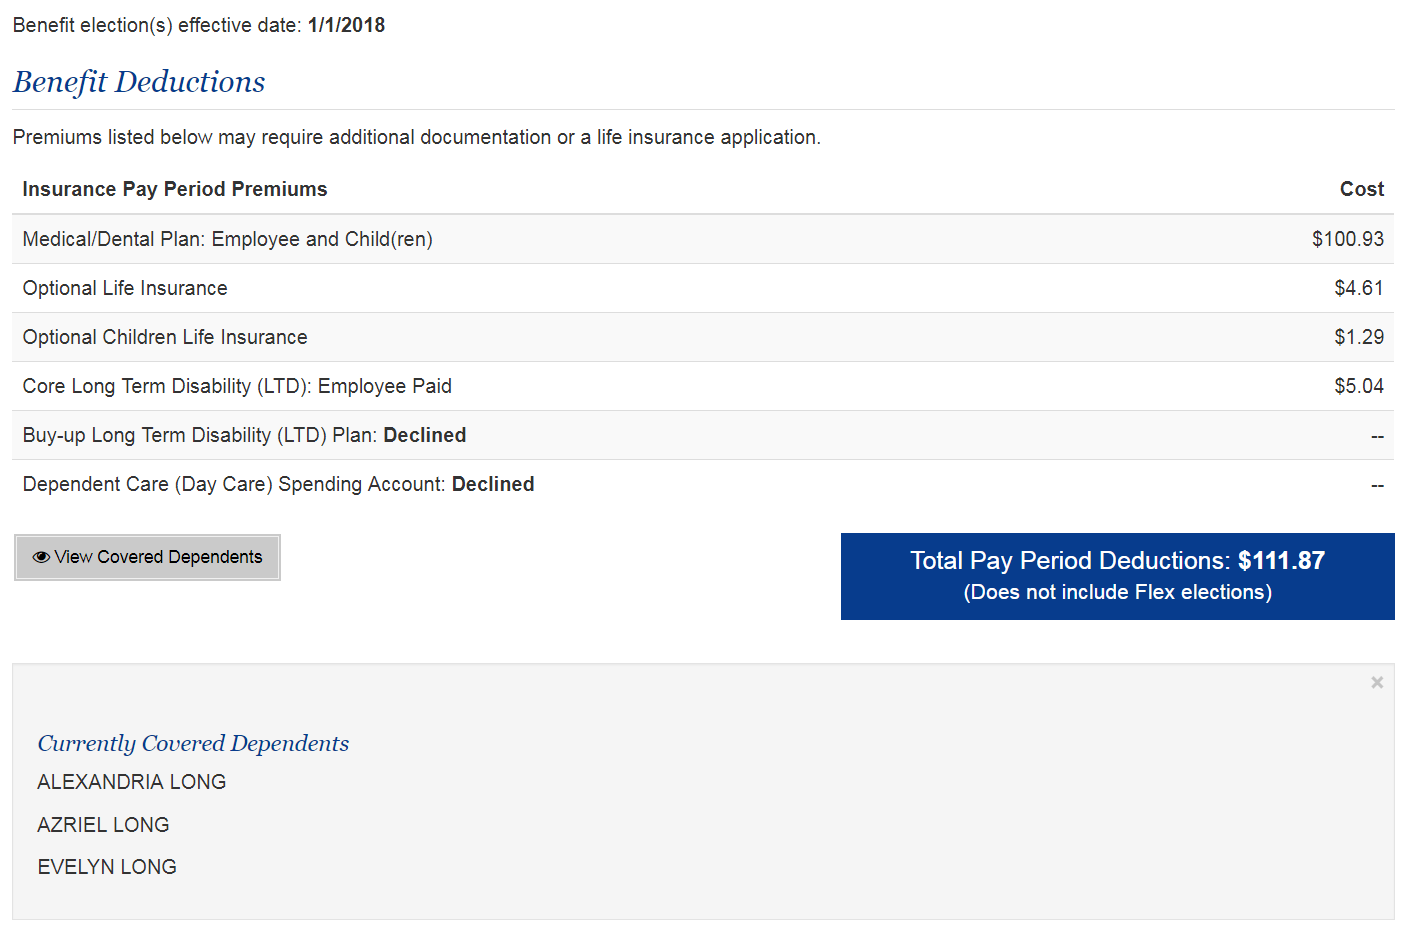 Benefit election(s) effective date: 1/1/2018
Benefit Deductions
Premiums listed below may require additional documentation or a life insurance application.
Insurance Pay Period Premiums Cost
Medical/Dental Plan: Employee and Child(ren) $100.93
Optional Life Insurance $4.61
Optional Children Life Insurance $1.29
Core Long Term Disability (LTD): Employee Paid $5.04
Buy-up Long Term Disability (LTD) Plan: Declined --
Dependent Care (Day Care) Spending Account: Declined --
View Covered Dependents
Total Pay Period Deductions: $111.87
(Does not include Flex elections)
×
Currently Covered Dependents
ALEXANDRIA LONG
AZRIEL LONG
EVELYN LONG